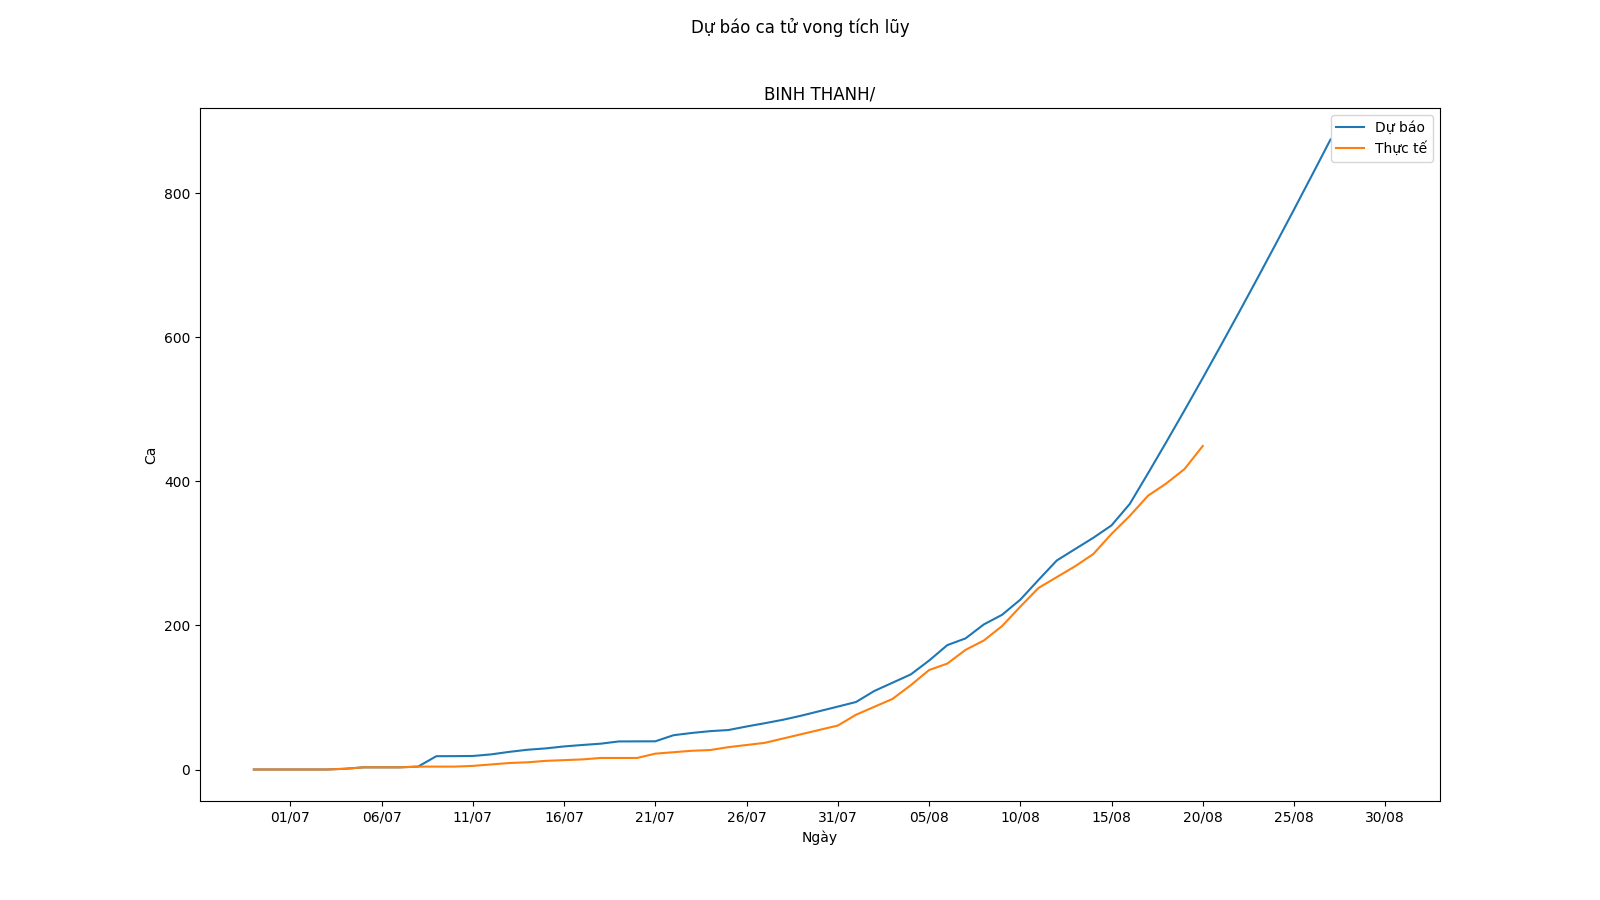 Dự báo ca tử vong tích lũy
BINH THANH/
Dự báo
Thực tế
800
600
400
200
0
Ca
01/07 06/07 11/07 16/07 21/07 26/07 31/07 05/08 10/08 15/08 20/08 25/08 30/08
Ngày